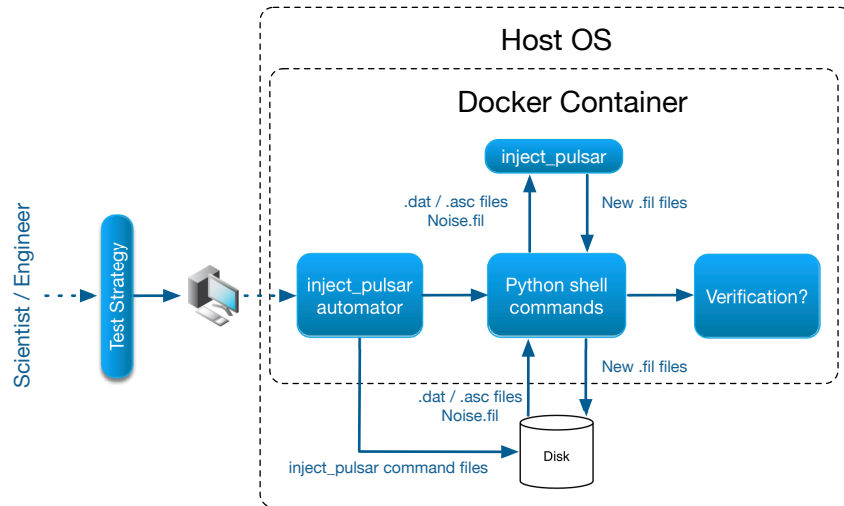 Host OS
Docker Container
inject_pulsar
.dat / .asc files
Noise.fil
New .fil files
Scientist / Engineer
Test Strategy
inject_pulsar
automator
Python shell
commands
Verification?
.dat / .asc files
Noise.fil
New .fil files
Disk
inject_pulsar command files